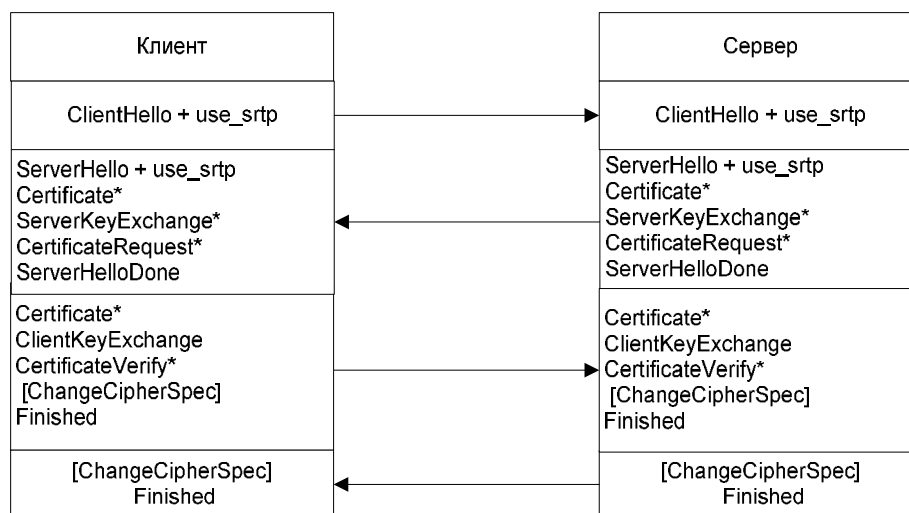 Клиент
Сервер
ClientHello + use_srtp
ClientHello + use_srtp
ServerHello + use_srtp
Certificate*
ServerKeyExchange*
CertificateRequest*
ServerHelloDone
ServerHello + use_srtp
Certificate*
ServerKeyExchange*
CertificateRequest*
ServerHelloDone
Certificate*
ClientKeyExchange
CertificateVerify*
[ChangeCipherSpec]
Finished
Certificate*
ClientKeyExchange
CertificateVerify*
[ChangeCipherSpec]
Finished
[ChangeCipherSpec]
Finished
[ChangeCipherSpec]
Finished